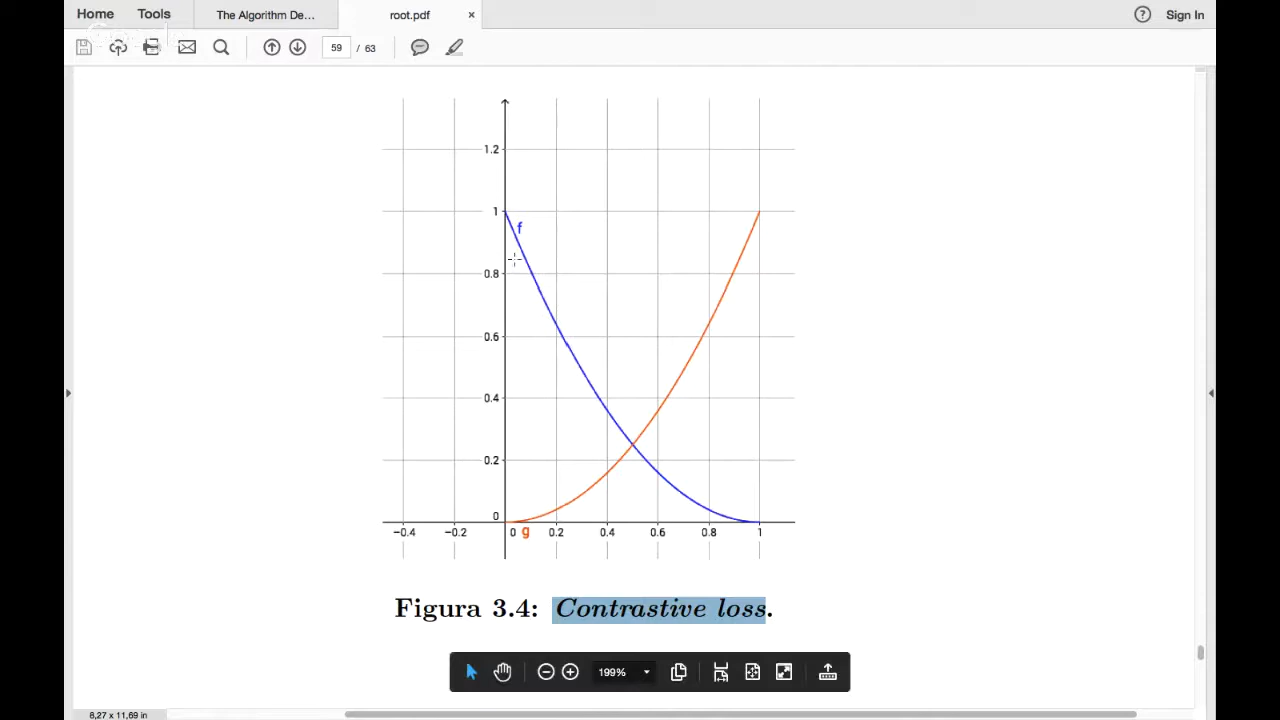 Home Tools The Algorithm De... root.pdf × ? Sign In
59 / 63
1.2
1
f
0.8
0.6
0.4
0.2
0
−0.4 −0.2 0 g 0.2 0.4 0.6 0.8 1
Figura 3.4: Contrastive loss.
199%
8,27 x 11,69 in